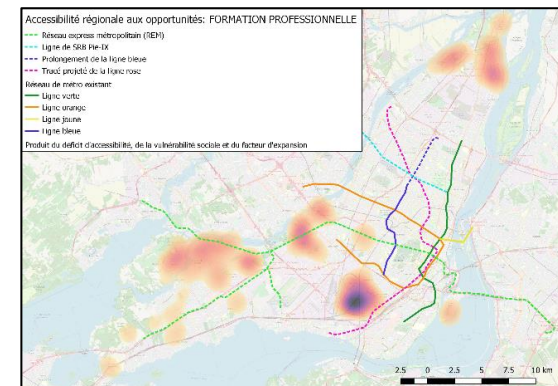 Accessibilité régionale aux opportunités: FORMATION PROFESSIONNELLE
Réseau express métropolitain (REM)
Ligne de SRB Pie-IX
Prolongement de la ligne bleue
Tracé projeté de la ligne rose
Réseau de métro existant
Ligne verte
Ligne orange
Ligne jaune
Ligne bleue
Produit du déficit d'accessibilité, de la vulnérabilité sociale et du facteur d'expansion
2.5 0 2.5 5 7.5 10 km